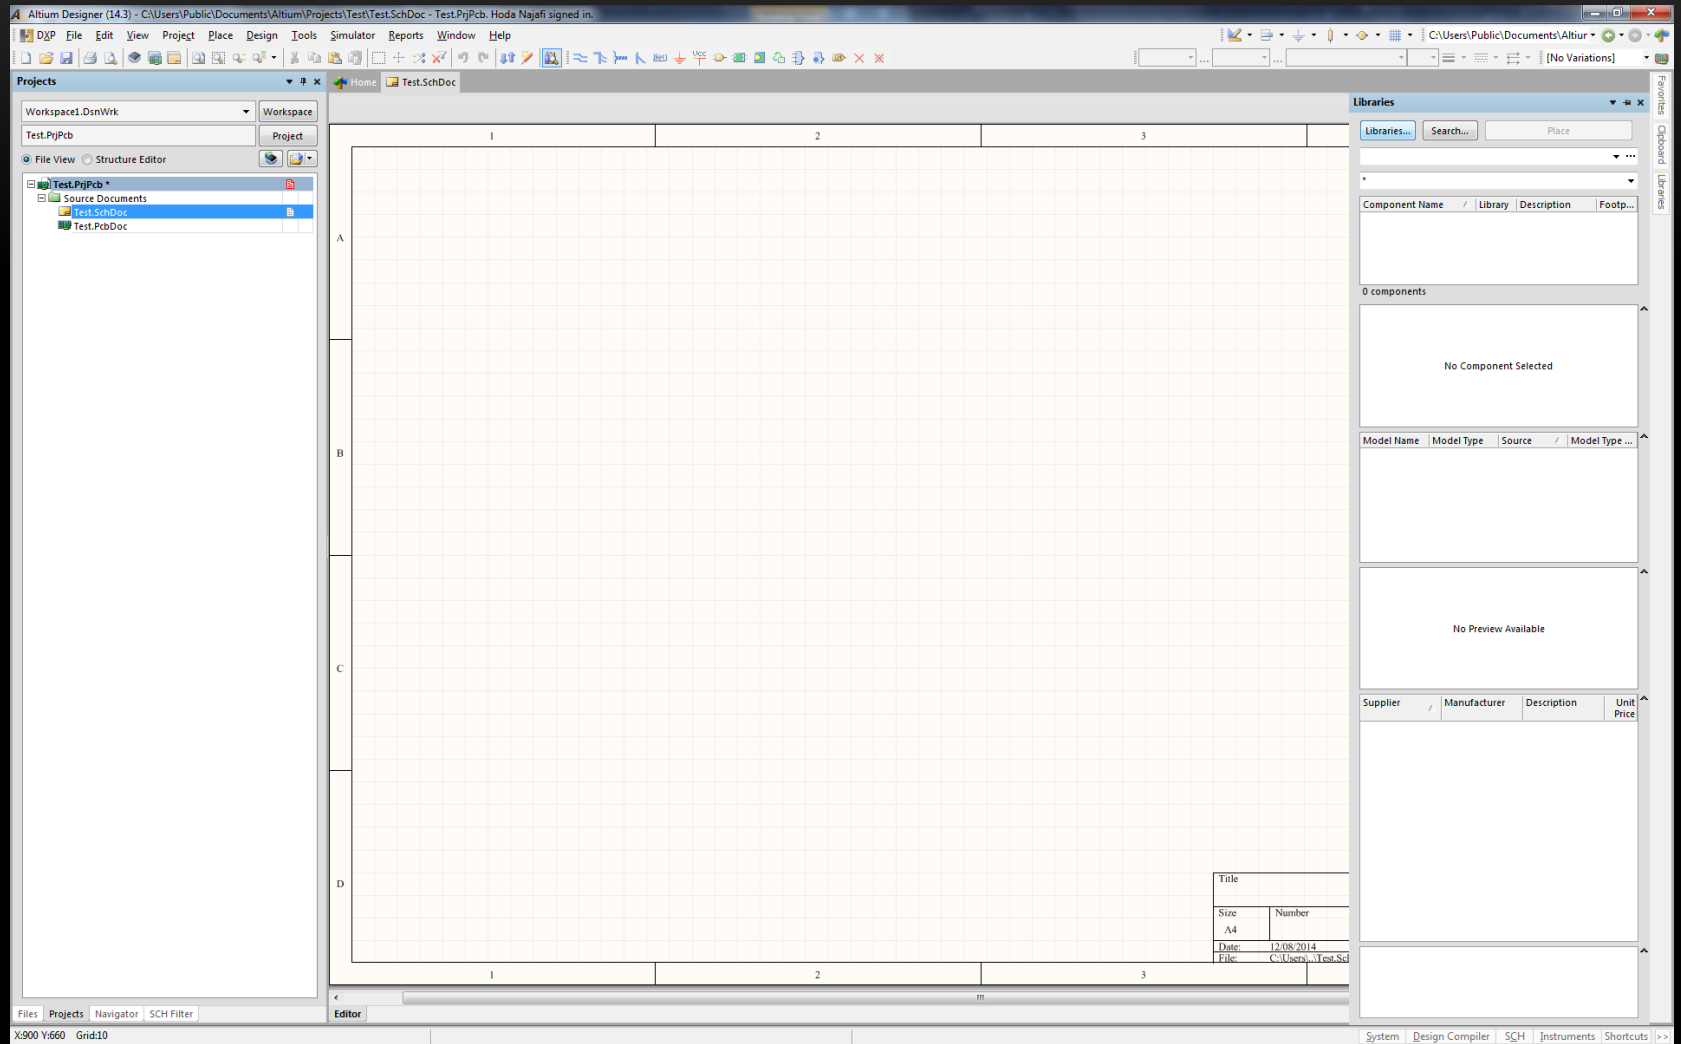 Altium Designer (14.3) - C:\Users\Public\Documents\Altium\Projects\Test\Test.SchDoc - Test.PrjPcb. Hoda Najafi signed in.
DXP File Edit View Project Place Design Tools Simulator Reports Window Help
C:\Users\Public\Documents\Altiur
[No Variations]
Projects
Workspace1.DsnWrk Workspace
Test.PrjPcb Project
File View Structure Editor
Test.PrjPcb *
Source Documents
Test.SchDoc
Test.PcbDoc
Files Projects Navigator SCH Filter
Home Test.SchDoc
1 2 3
A
B
C
D
Title
Size Number
A4
Date: 12/08/2014
File: C:\Users\..\Test.Scl
1 2 3
Editor
Libraries
Libraries... Search... Place
*
Component Name / Library Description Footp...
0 components
No Component Selected
Model Name Model Type Source / Model Type ...
No Preview Available
Supplier / Manufacturer Description Unit Price
Favorites
Clipboard
Libraries
X:900 Y:660 Grid:10
System Design Compiler SCH Instruments Shortcuts >>